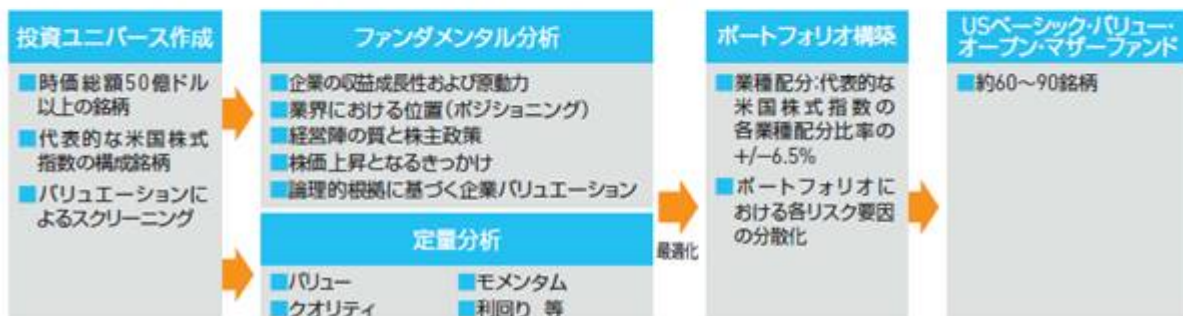 投資ユニバース作成
■時価総額50億ドル
以上の銘柄
■代表的な米国株式
指数の構成銘柄
■バリュエーションに
よるスクリーニング
ファンダメンタル分析
■企業の収益成長性および原動力
■業界における位置(ポジショニング)
■経営陣の質と株主政策
■株価上昇となるきっかけ
■論理的根拠に基づく企業バリュエーション
定量分析
■バリュー ■モメンタム
■クオリティ ■利回り 等
最適化
ポートフォリオ構築
■業種配分:代表的な
米国株式指数の
各業種配分比率の
+/−6.5%
■ポートフォリオに
おける各リスク要因
の分散化
USベーシック・バリュー・
オープン・マザーファンド
■約60〜90銘柄